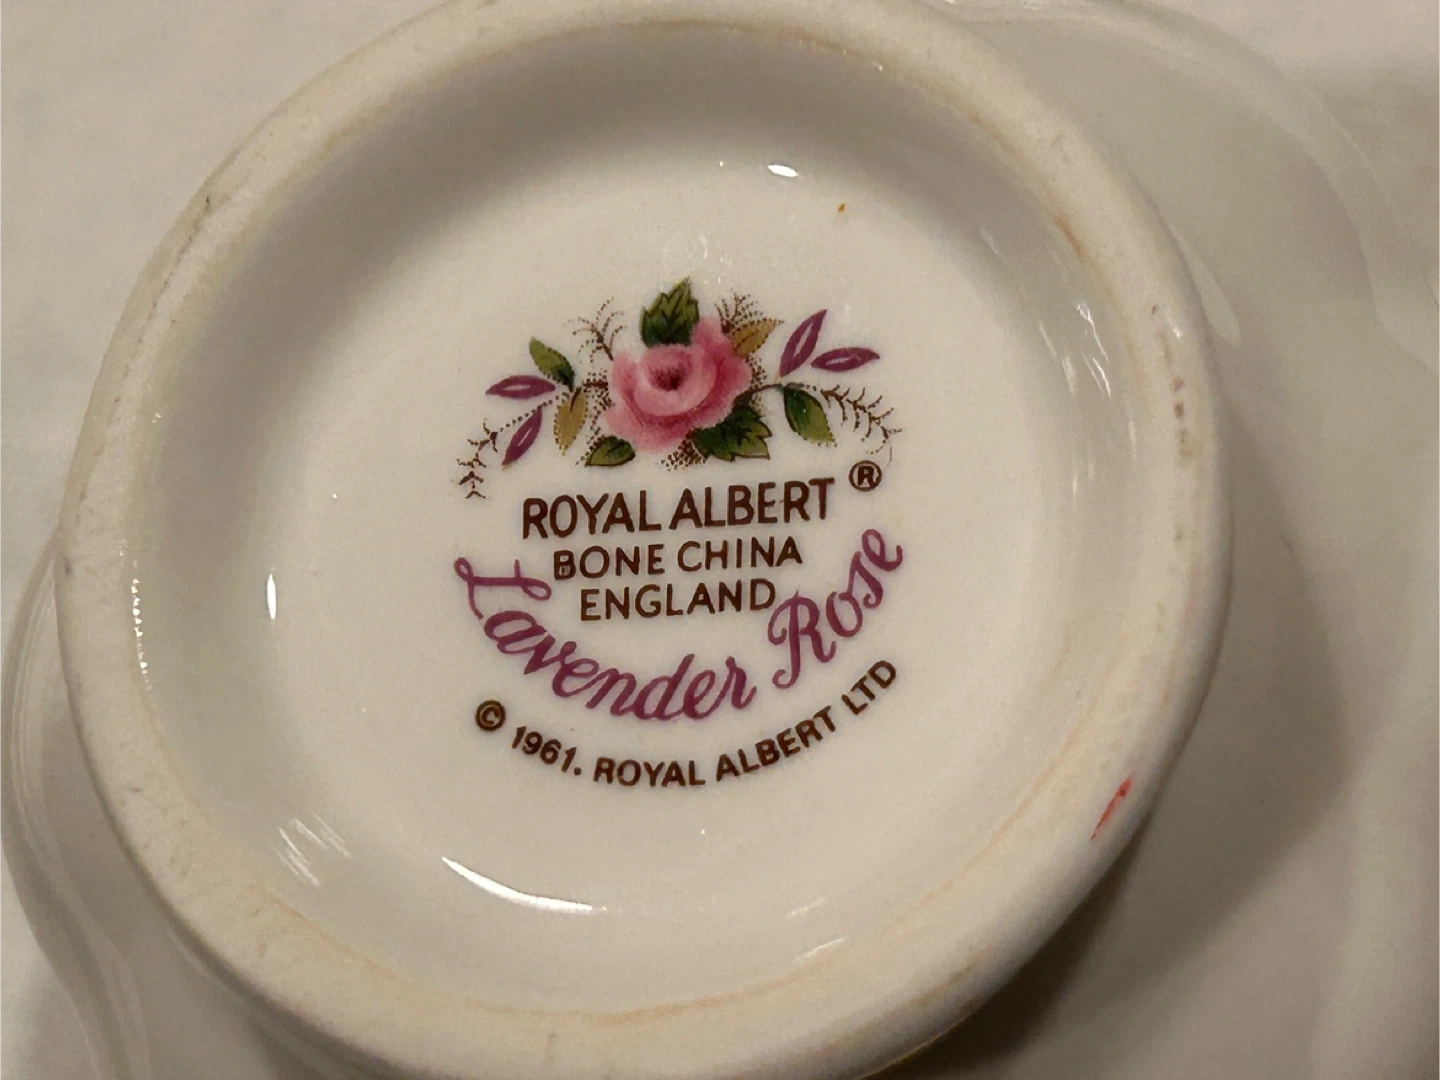 ROYAL ALBERT ®
BONE CHINA
ENGLAND
Lavender Rose
© 1961. ROYAL ALBERT LTD